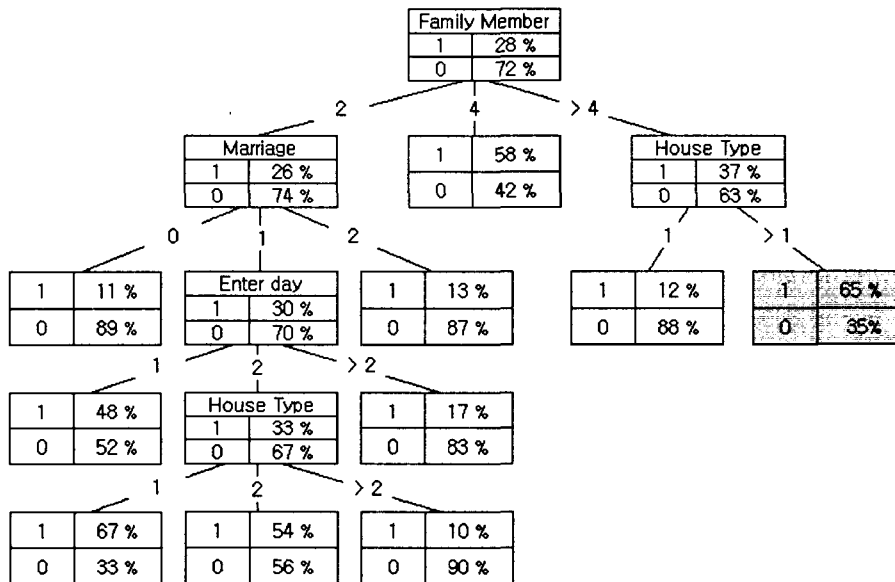 Family Member
1 28 %
0 72 %
2 4 >4
Marriage
1 26 %
0 74 %
1 58 %
0 42 %
House Type
1 37 %
0 63 %
0 1 2 1 >1
1 11 %
0 89 %
Enter day
1 30 %
0 70 %
1 13 %
0 87 %
1 12 %
0 88 %
1 65 %
0 35%
1 2 >2
1 48 %
0 52 %
House Type
1 33 %
0 67 %
1 17 %
0 83 %
1 2 >2
1 67 %
0 33 %
1 54 %
0 56 %
1 10 %
0 90 %